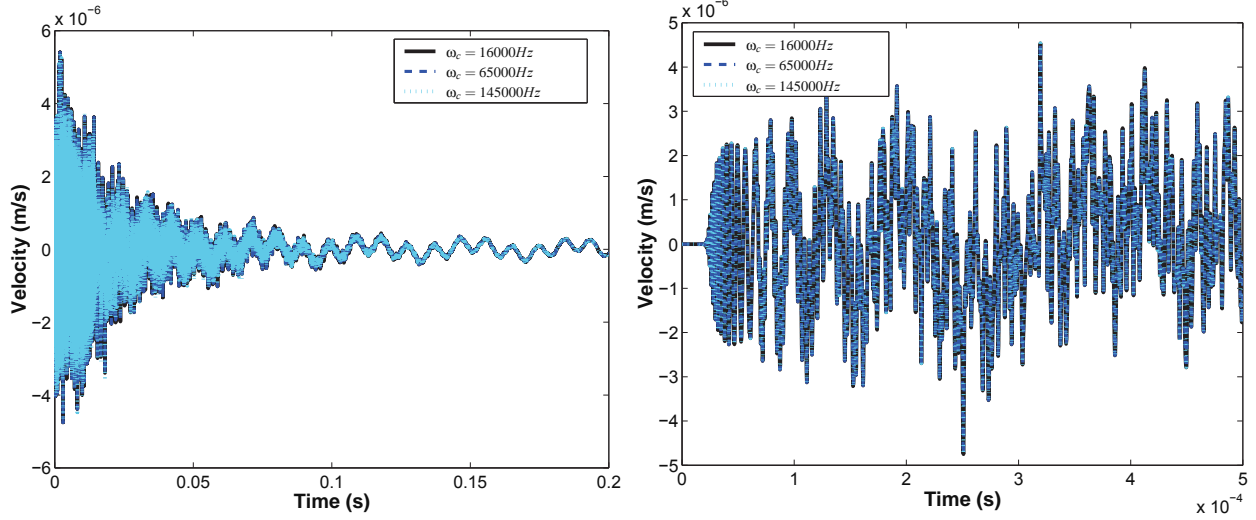 x 10⁻⁶
6
4
2
0
−2
−4
−6
Velocity (m/s)
ω_c = 16000Hz
ω_c = 65000Hz
ω_c = 145000Hz
0
0.05
0.1
0.15
0.2
Time (s)
x 10⁻⁶
5
4
3
2
1
0
−1
−2
−3
−4
−5
Velocity (m/s)
ω_c = 16000Hz
ω_c = 65000Hz
ω_c = 145000Hz
0
1
2
3
4
5
Time (s)
x 10⁻⁴